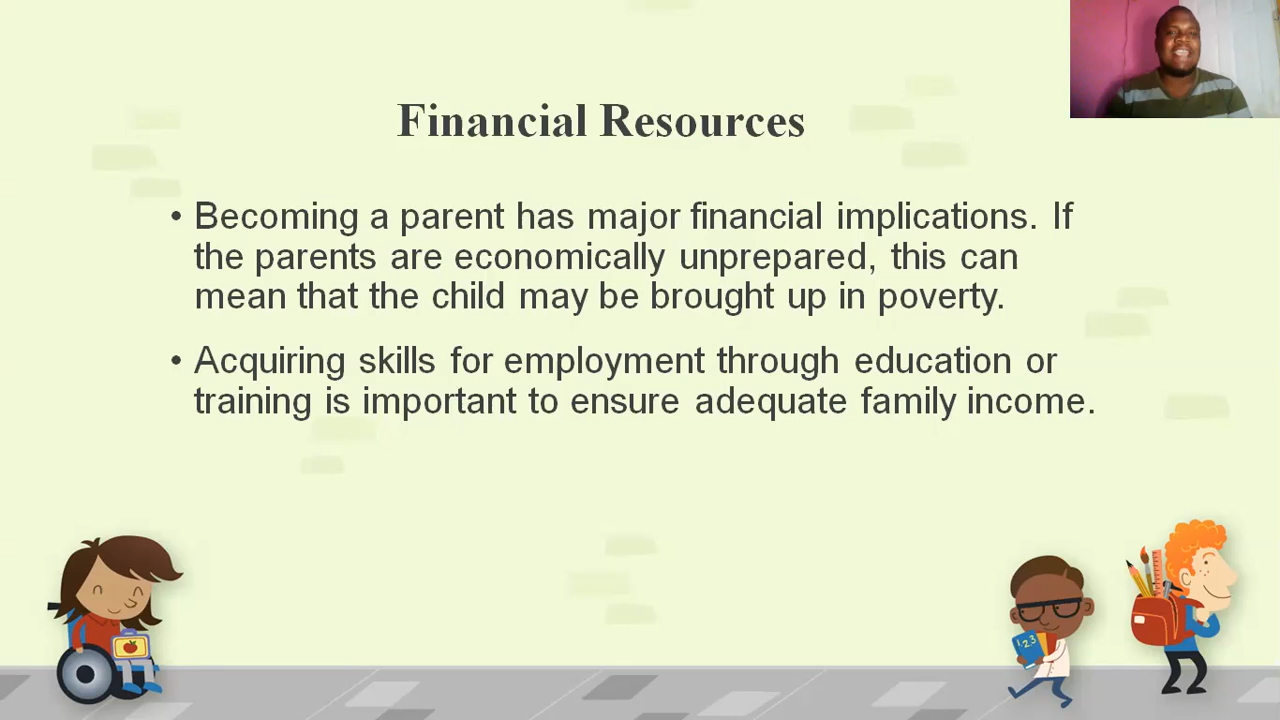 Financial Resources
• Becoming a parent has major financial implications. If
the parents are economically unprepared, this can
mean that the child may be brought up in poverty.
• Acquiring skills for employment through education or
training is important to ensure adequate family income.
123